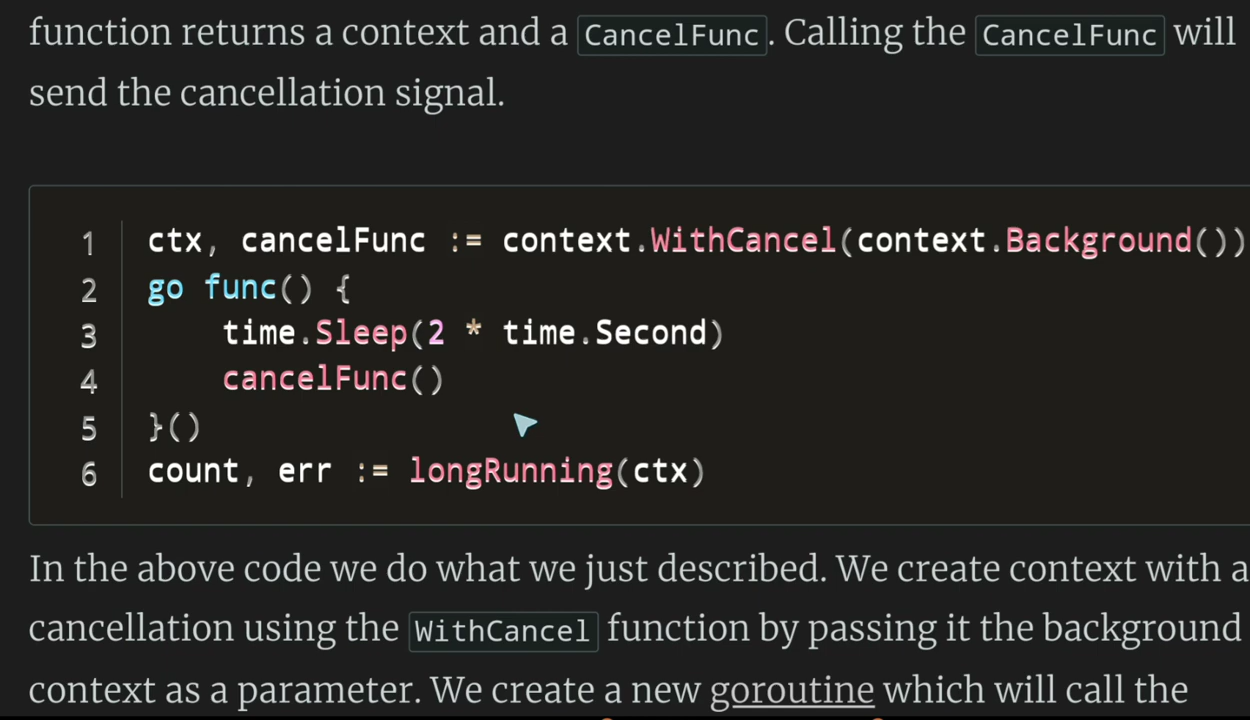 function returns a context and a CancelFunc. Calling the CancelFunc will
send the cancellation signal.
1 ctx, cancelFunc := context.WithCancel(context.Background())
2 go func() {
3     time.Sleep(2 * time.Second)
4     cancelFunc()
5 }()
6 count, err := longRunning(ctx)
In the above code we do what we just described. We create context with a
cancellation using the WithCancel function by passing it the background
context as a parameter. We create a new goroutine which will call the